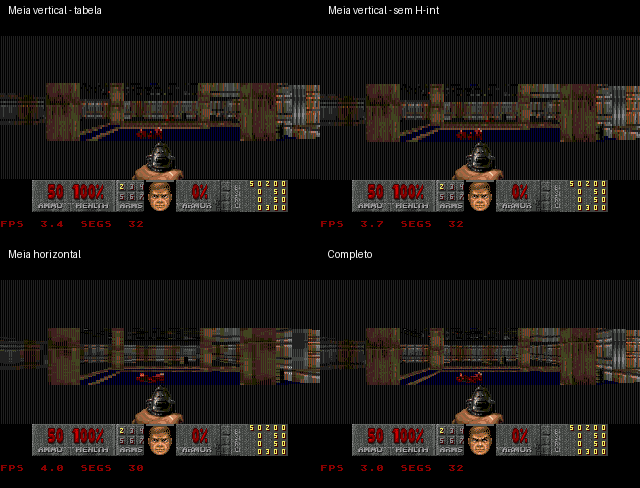 Meia vertical - tabela
Meia vertical - sem H-int
50 100% 2 3 4 0% 50 200
5 6 7 0 50
0 50
AMMO HEALTH ARMS ARMOR 0 300
FPS 3.4 SEGS 32
50 100% 2 3 4 0% 50 200
5 6 7 0 50
0 50
AMMO HEALTH ARMS ARMOR 0 300
FPS 3.7 SEGS 32
Meia horizontal
Completo
50 100% 2 3 4 0% 50 200
5 6 7 0 50
0 50
AMMO HEALTH ARMS ARMOR 0 300
FPS 4.0 SEGS 30
50 100% 2 3 4 0% 50 200
5 6 7 0 50
0 50
AMMO HEALTH ARMS ARMOR 0 300
FPS 3.0 SEGS 32